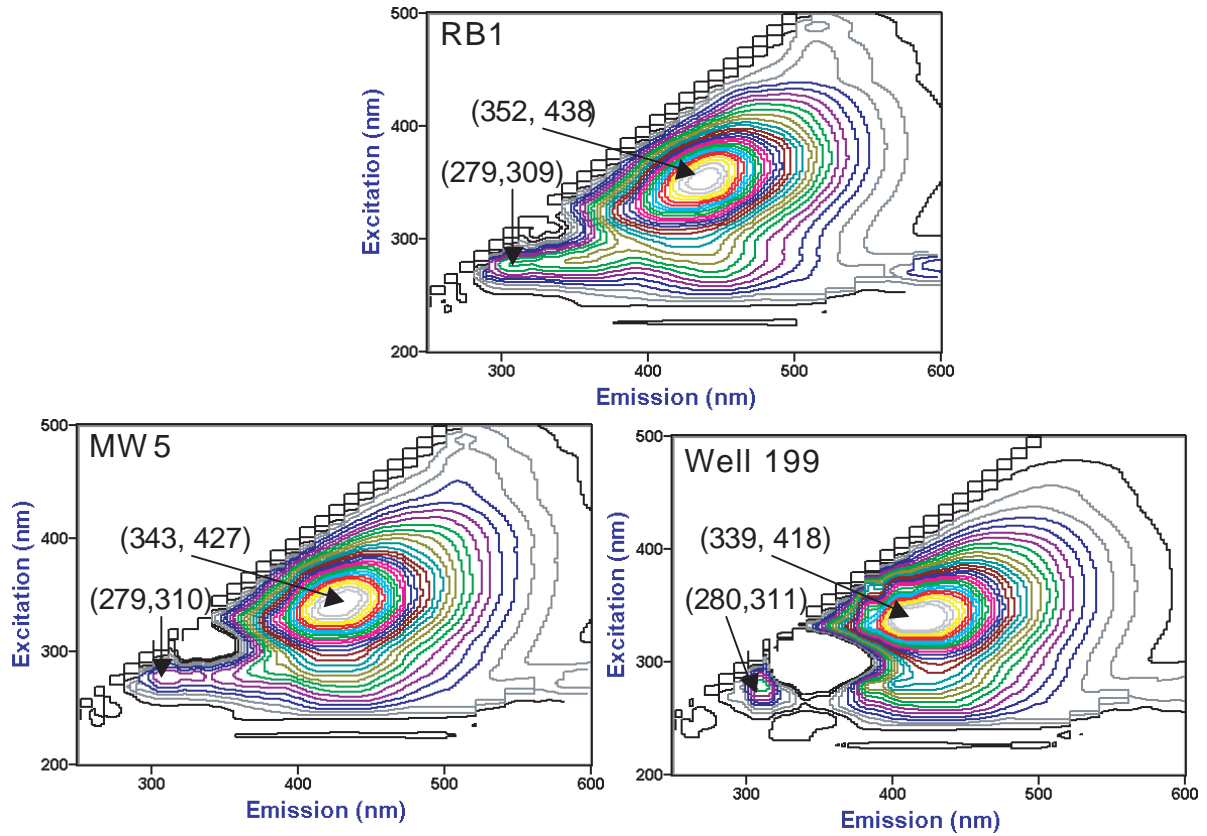 RB1
500
400
300
200
Excitation (nm)
(352, 438)
(279,309)
300 400 500 600
Emission (nm)
MW 5
500
400
300
200
Excitation (nm)
(343, 427)
(279,310)
300 400 500 600
Emission (nm)
Well 199
500
400
300
200
Excitation (nm)
(339, 418)
(280,311)
300 400 500 600
Emission (nm)